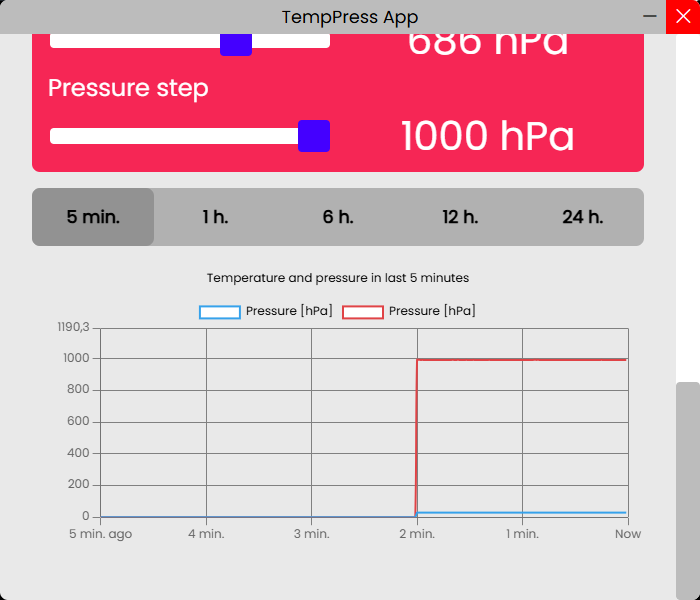 TempPress App
686 hPa
Pressure step
1000 hPa
5 min. 1 h. 6 h. 12 h. 24 h.
Temperature and pressure in last 5 minutes
Pressure [hPa] Pressure [hPa]
1190,3
1000
800
600
400
200
0
5 min. ago 4 min. 3 min. 2 min. 1 min. Now